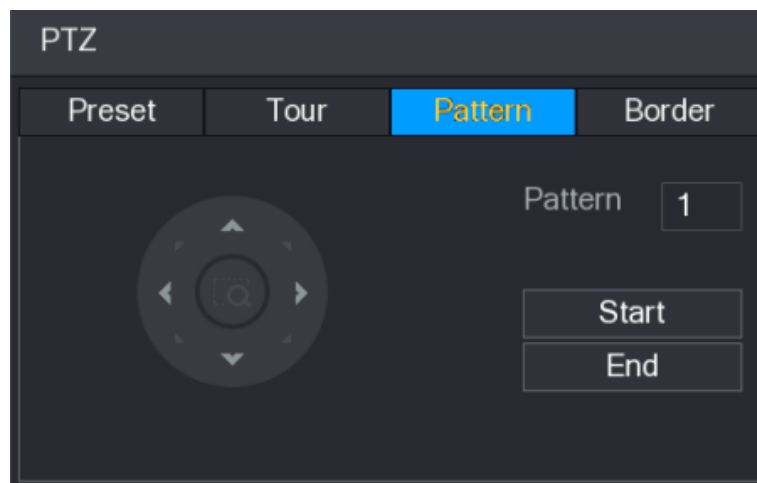 PTZ
Preset Tour Pattern Border
Pattern 1
Start
End